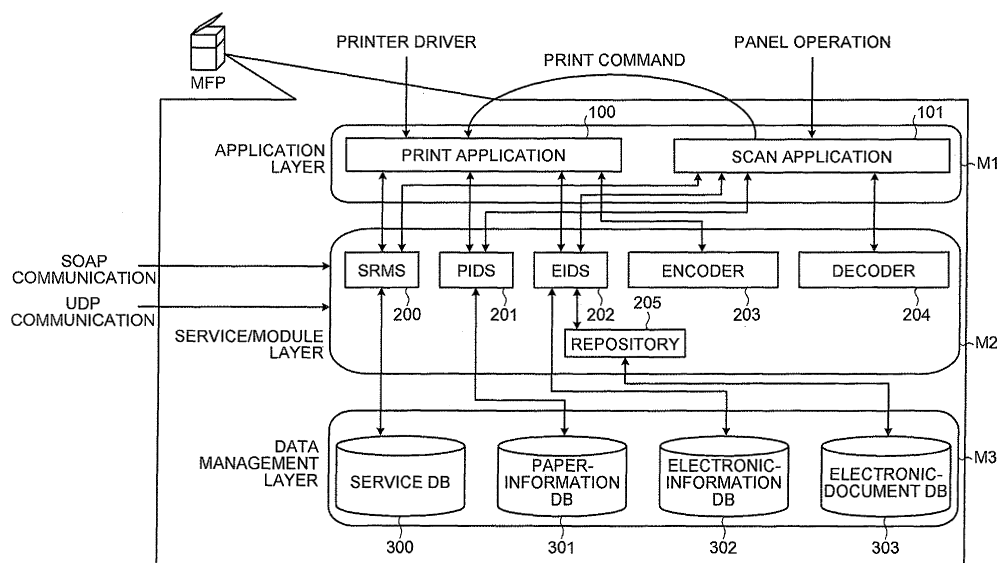 MFP
PRINTER DRIVER
PRINT COMMAND
PANEL OPERATION
100
101
APPLICATION
LAYER
PRINT APPLICATION
SCAN APPLICATION
M1
SOAP
COMMUNICATION
UDP
COMMUNICATION
SRMS
PIDS
EIDS
ENCODER
DECODER
200
201
202
205
203
204
REPOSITORY
SERVICE/MODULE
LAYER
M2
DATA
MANAGEMENT
LAYER
SERVICE DB
PAPER-
INFORMATION
DB
ELECTRONIC-
INFORMATION
DB
ELECTRONIC-
DOCUMENT DB
M3
300
301
302
303